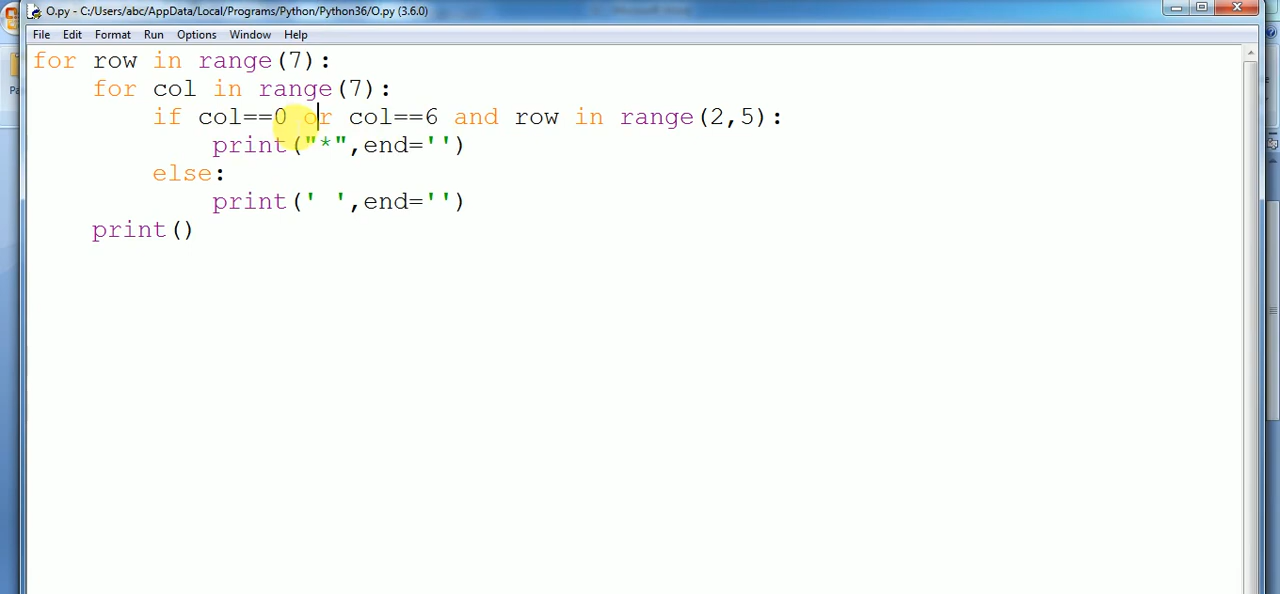 O.py - C:/Users/abc/AppData/Local/Programs/Python/Python36/O.py (3.6.0)
File Edit Format Run Options Window Help
for row in range(7):
    for col in range(7):
        if col==0 or col==6 and row in range(2,5):
            print("*",end='')
        else:
            print(' ',end='')
    print()